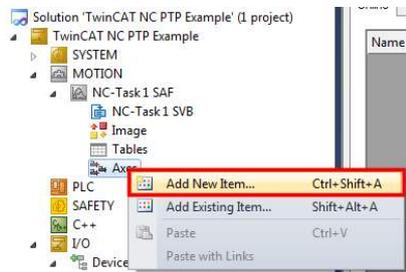 Solution 'TwinCAT NC PTP Example' (1 project)
TwinCAT NC PTP Example
SYSTEM
MOTION
NC-Task 1 SAF
NC-Task 1 SVB
Image
Tables
Axes
PLC
SAFETY
C++
I/O
Device
Add New Item... Ctrl+Shift+A
Add Existing Item... Shift+Alt+A
Paste Ctrl+V
Paste with Links
Name